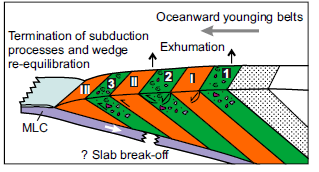 Oceanward younging belts
Termination of subduction
processes and wedge
re-equilibration
Exhumation
III 3 II 2 I 1
MLC
? Slab break-off